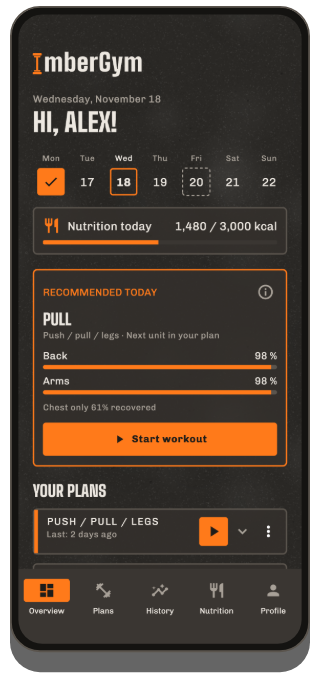 ImberGym
Wednesday, November 18
HI, ALEX!
Mon Tue Wed Thu Fri Sat Sun
17 18 19 20 21 22
Nutrition today 1,480 / 3,000 kcal
RECOMMENDED TODAY
PULL
Push / pull / legs · Next unit in your plan
Back 98 %
Arms 98 %
Chest only 61% recovered
Start workout
YOUR PLANS
PUSH / PULL / LEGS
Last: 2 days ago
Overview Plans History Nutrition Profile